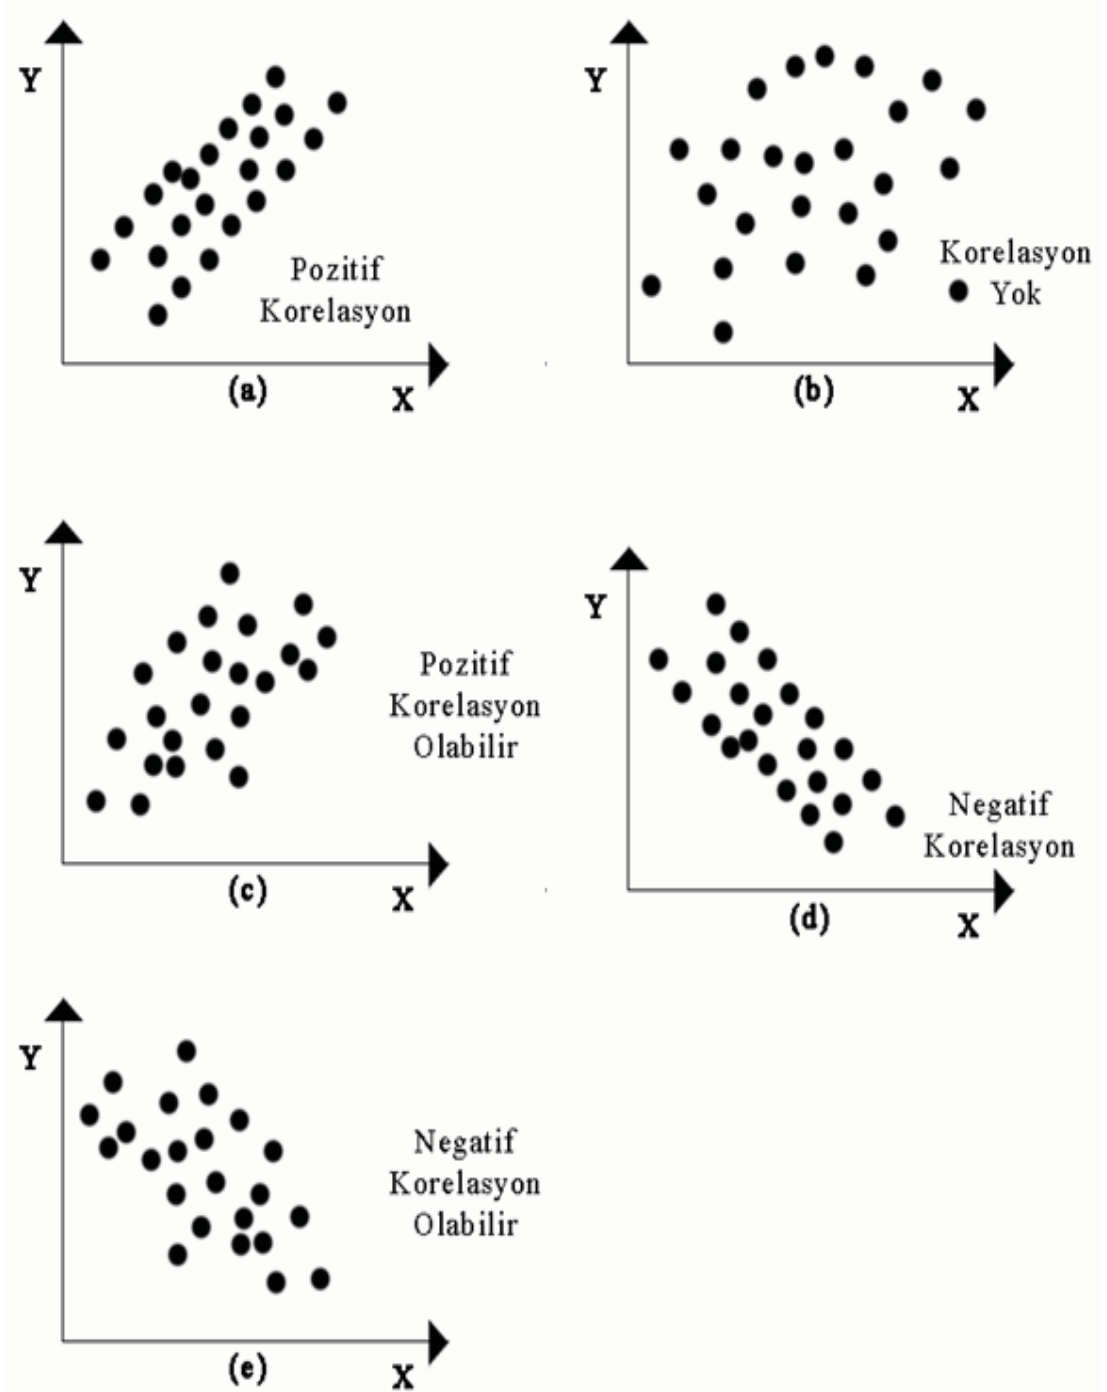 Y
Pozitif
Korelasyon
(a)
X
Y
Korelasyon
Yok
(b)
X
Y
Pozitif
Korelasyon
Olabilir
(c)
X
Y
Negatif
Korelasyon
(d)
X
Y
Negatif
Korelasyon
Olabilir
(e)
X